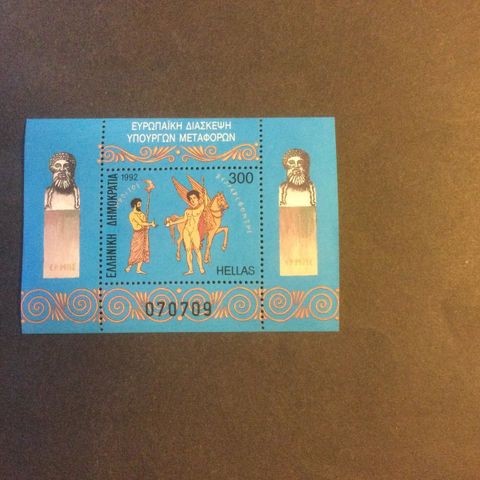 ΕΥΡΩΠΑΪΚΗ ΔΙΑΣΚΕΨΗ
ΥΠΟΥΡΓΩΝ ΜΕΤΑΦΟΡΩΝ
1992
300
ΕΛΛΗΝΙΚΗ ΔΗΜΟΚΡΑΤΙΑ
HELLAS
070709